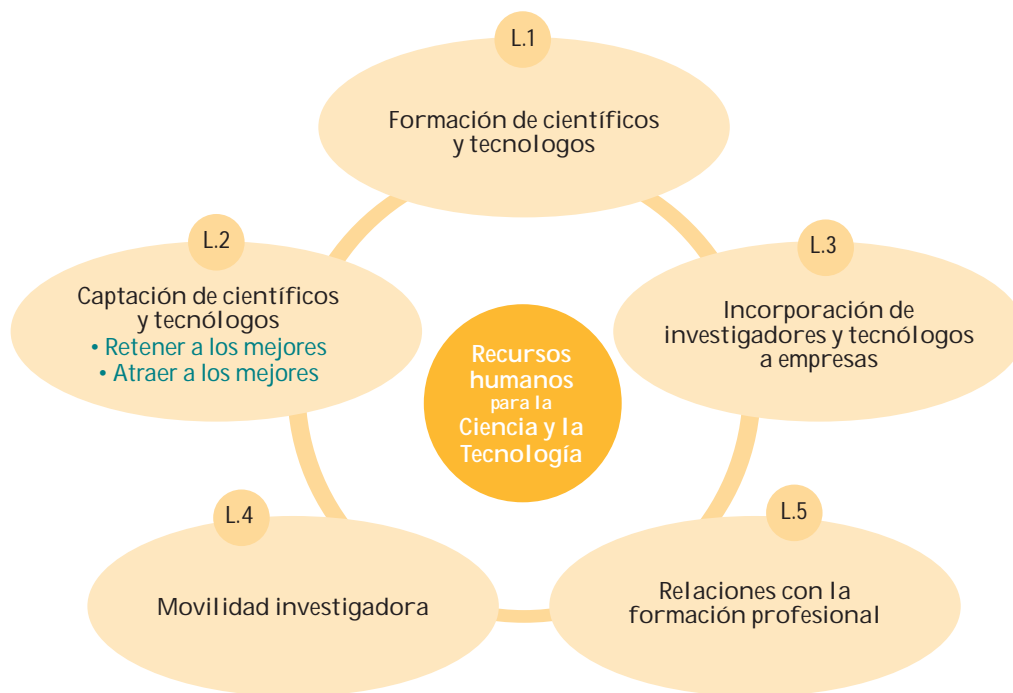 L.1
Formación de científicos
y tecnologos
L.2
Captación de científicos
y tecnólogos
• Retener a los mejores
• Atraer a los mejores
L.3
Incorporación de
investigadores y tecnólogos
a empresas
Recursos
humanos
para la
Ciencia y la
Tecnología
L.4
Movilidad investigadora
L.5
Relaciones con la
formación profesional